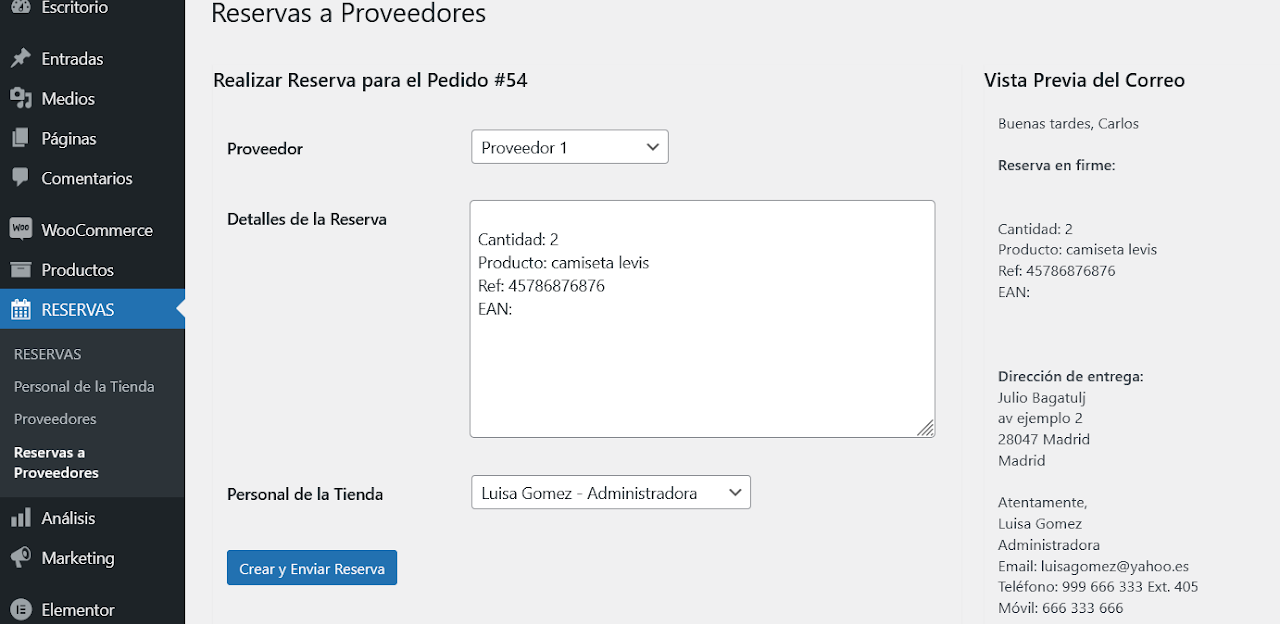 Escritorio
Entradas
Medios
Páginas
Comentarios
WOO WooCommerce
Productos
RESERVAS
RESERVAS
Personal de la Tienda
Proveedores
Reservas a
Proveedores
Análisis
Marketing
Elementor
Reservas a Proveedores
Realizar Reserva para el Pedido #54
Proveedor
Proveedor 1
Detalles de la Reserva
Cantidad: 2
Producto: camiseta levis
Ref: 45786876876
EAN:
Personal de la Tienda
Luisa Gomez - Administradora
Crear y Enviar Reserva
Vista Previa del Correo
Buenas tardes, Carlos
Reserva en firme:
Cantidad: 2
Producto: camiseta levis
Ref: 45786876876
EAN:
Dirección de entrega:
Julio Bagatulj
av ejemplo 2
28047 Madrid
Madrid
Atentamente,
Luisa Gomez
Administradora
Email: luisagomez@yahoo.es
Teléfono: 999 666 333 Ext. 405
Móvil: 666 333 666